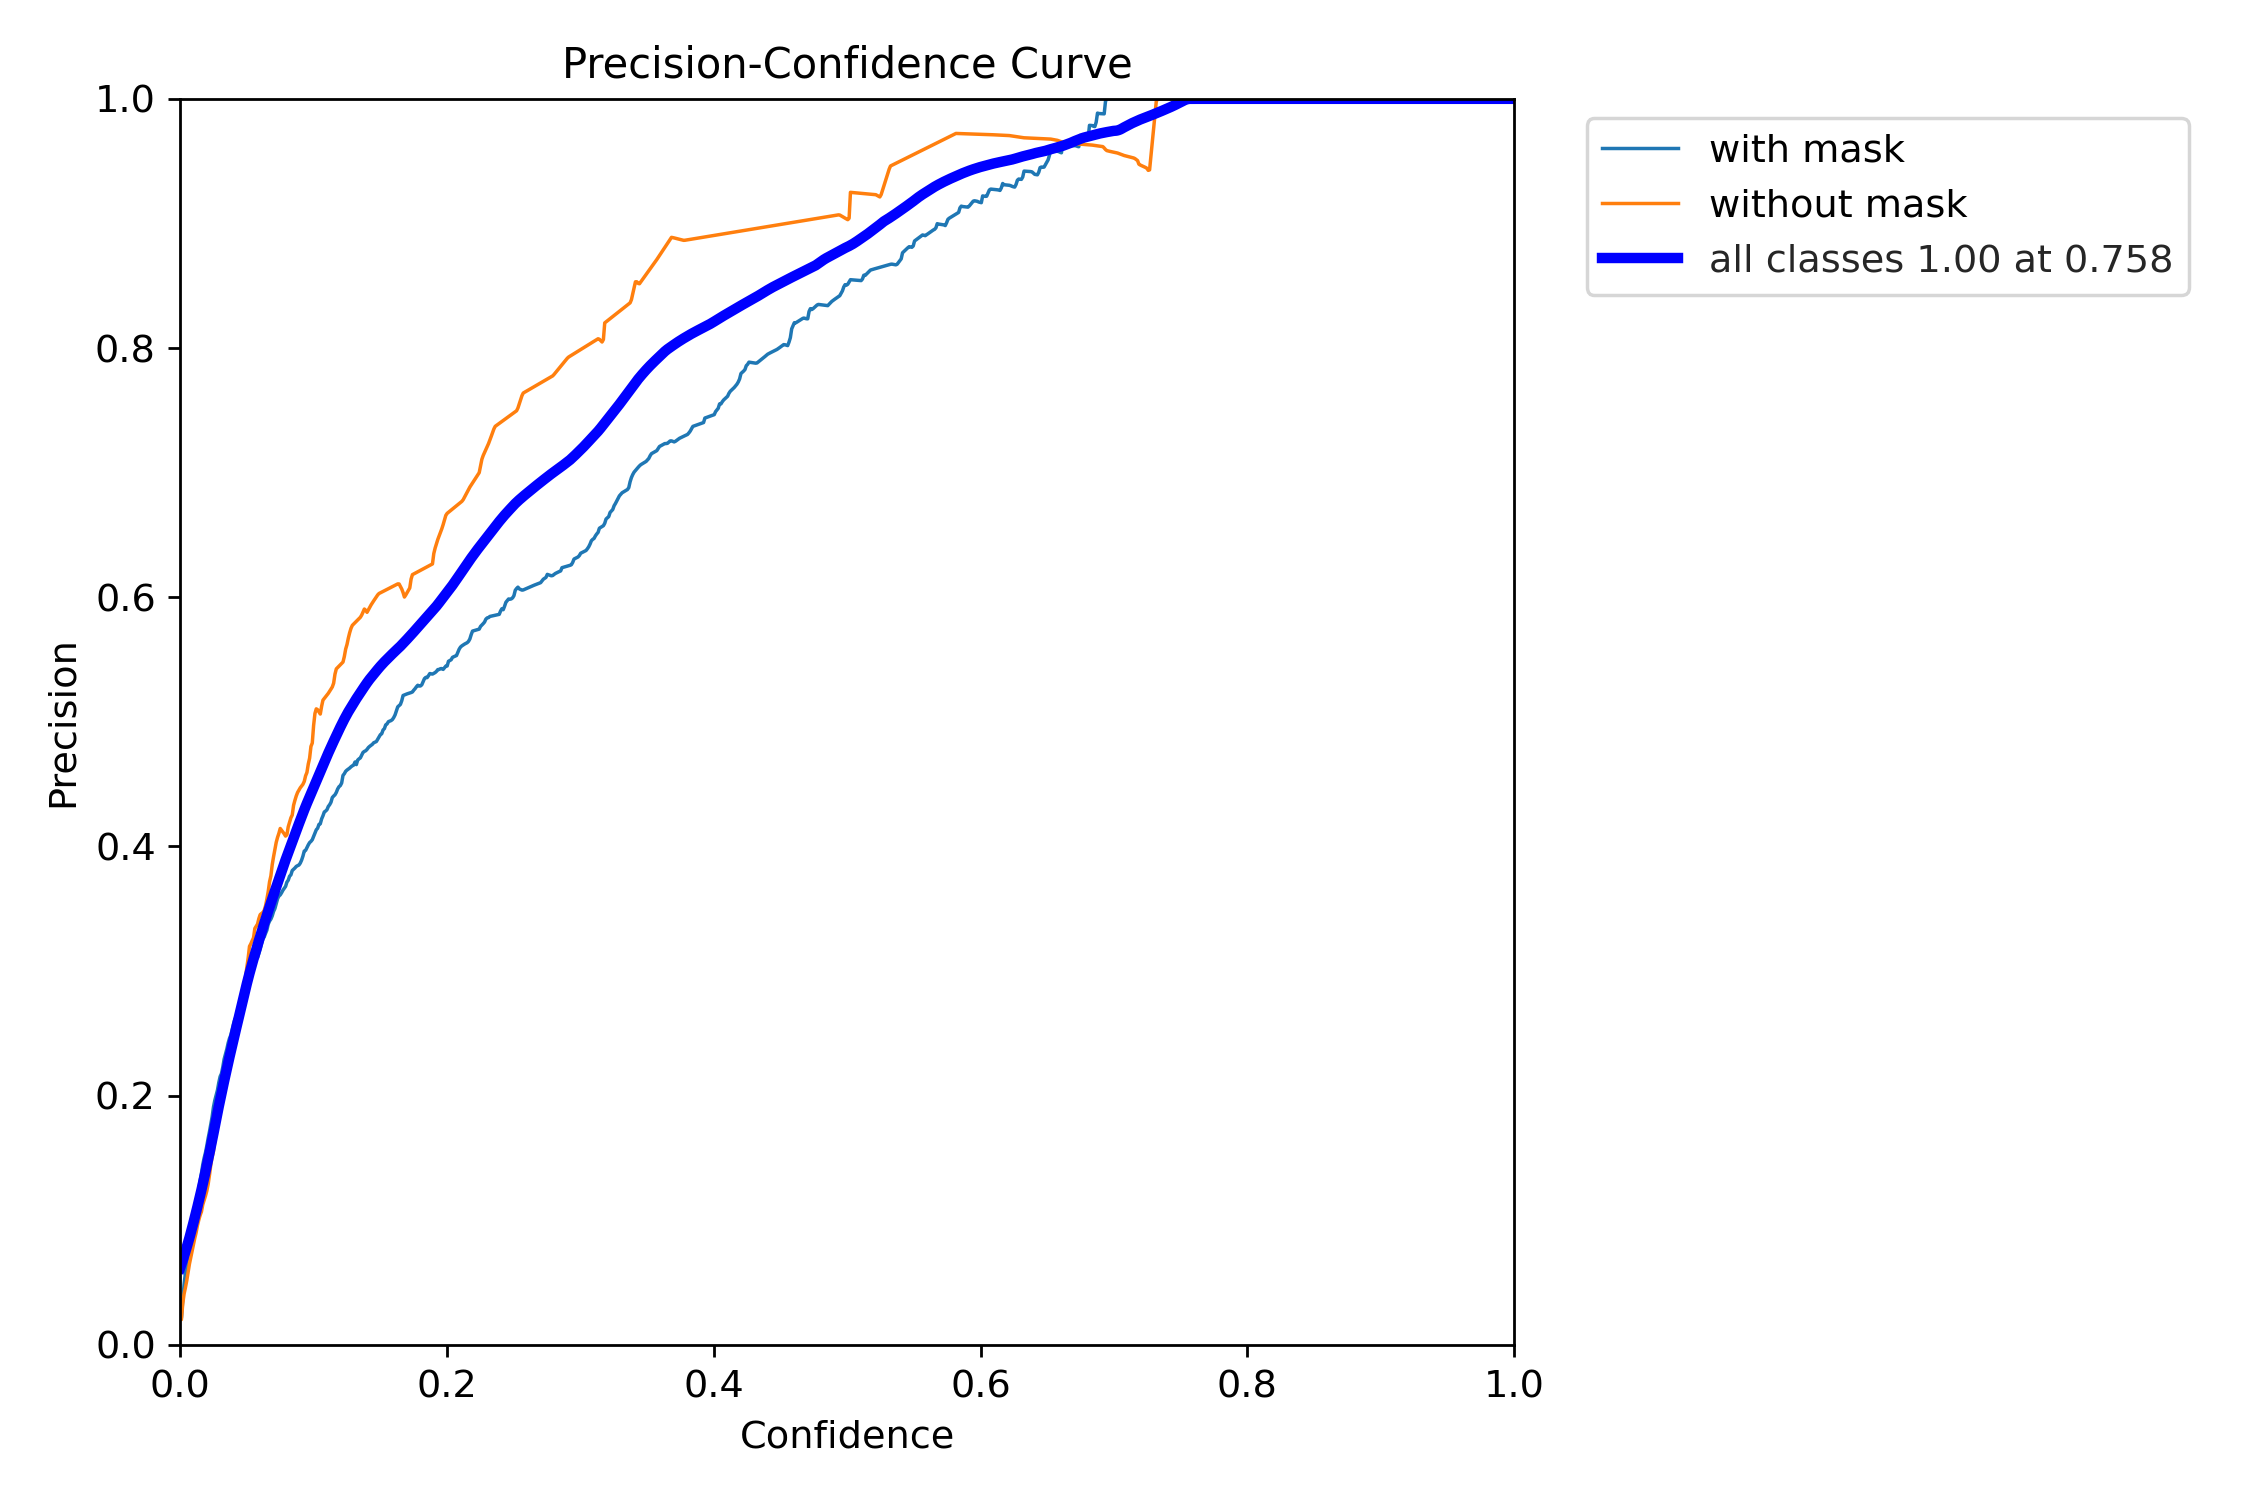 Precision-Confidence Curve
1.0
0.8
0.6
0.4
0.2
0.0
Precision
0.0 0.2 0.4 0.6 0.8 1.0
Confidence
with mask
without mask
all classes 1.00 at 0.758